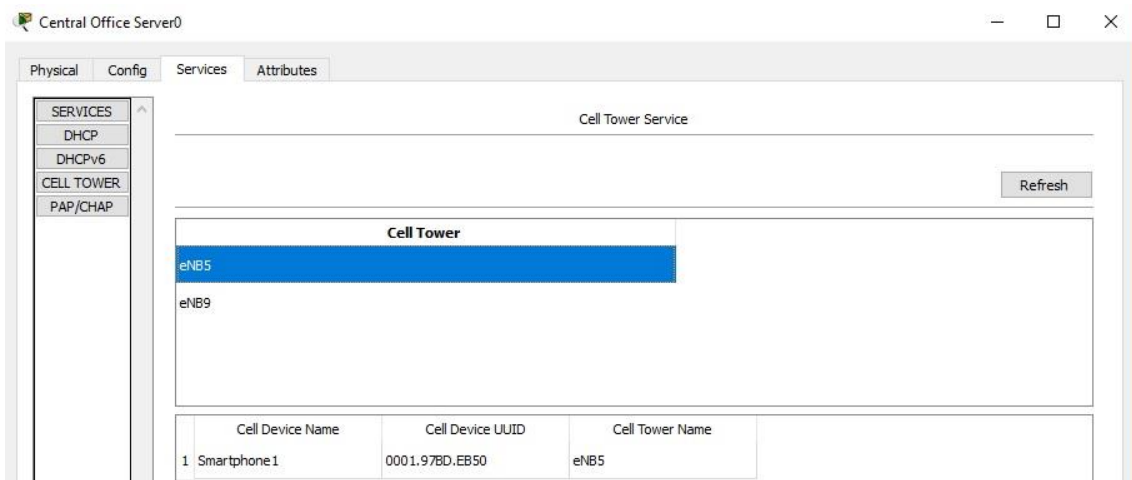 Central Office Server0
Physical Config Services Attributes
SERVICES
DHCP
DHCPv6
CELL TOWER
PAP/CHAP
Cell Tower Service
Refresh
Cell Tower
eNB5
eNB9
Cell Device Name Cell Device UUID Cell Tower Name
1 Smartphone1 0001.97BD.EB50 eNB5